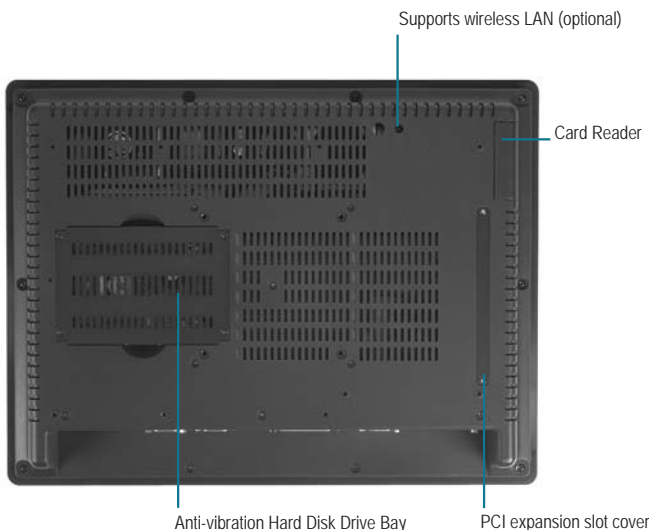 Supports wireless LAN (optional)
Card Reader
Anti-vibration Hard Disk Drive Bay
PCI expansion slot cover